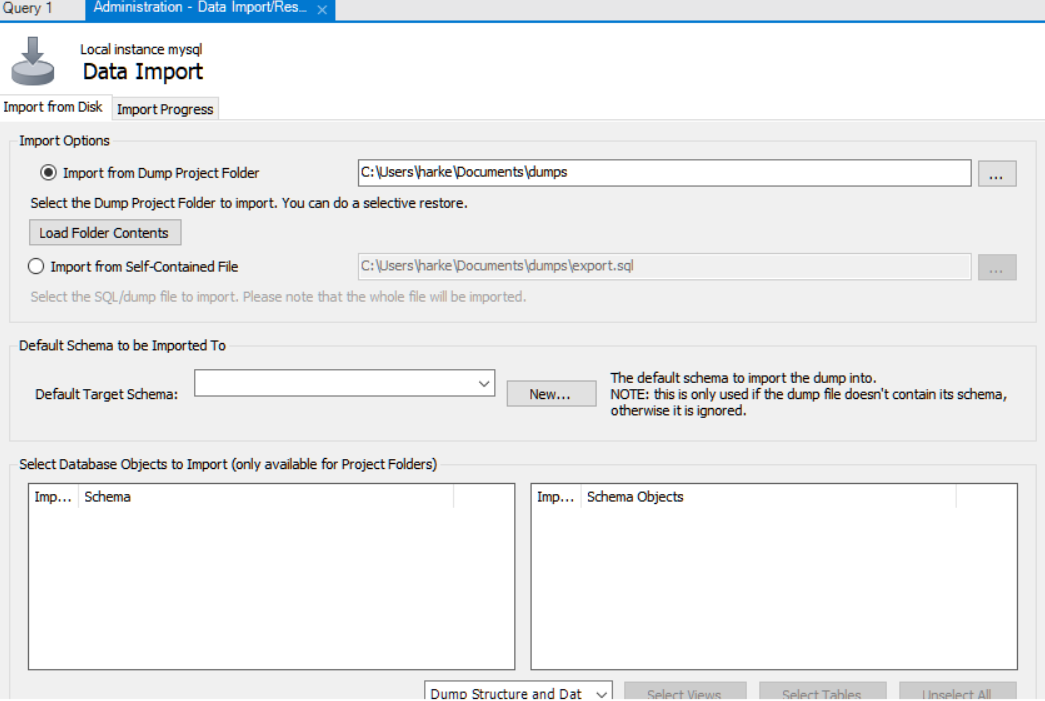 Query 1
Administration - Data Import/Res... ×
Local instance mysql
Data Import
Import from Disk
Import Progress
Import Options
Import from Dump Project Folder
C:\Users\harke\Documents\dumps
...
Select the Dump Project Folder to import. You can do a selective restore.
Load Folder Contents
Import from Self-Contained File
C:\Users\harke\Documents\dumps\export.sql
...
Select the SQL/dump file to import. Please note that the whole file will be imported.
Default Schema to be Imported To
Default Target Schema:
New...
The default schema to import the dump into.
NOTE: this is only used if the dump file doesn't contain its schema,
otherwise it is ignored.
Select Database Objects to Import (only available for Project Folders)
Imp... Schema
Imp... Schema Objects
Dump Structure and Dat
Select Views
Select Tables
Unselect All